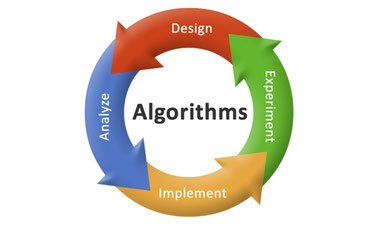 Design
Analyze
Algorithms
Experiment
Implement